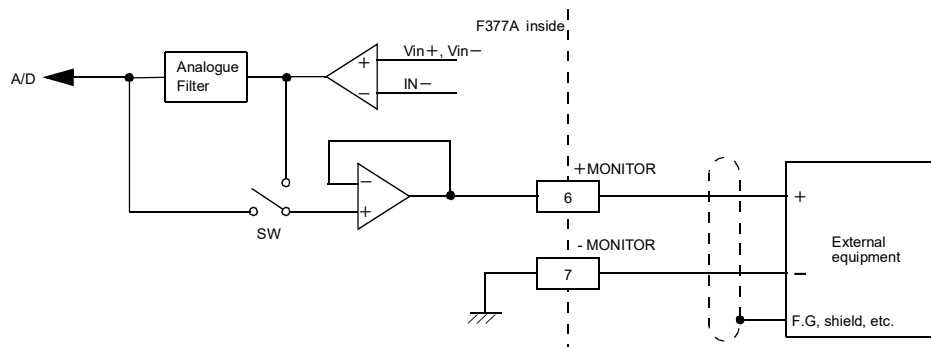 F377A inside
Vin+, Vin−
Analogue
Filter
A/D
+
−
IN−
+MONITOR
−
+
6
+
SW
External
equipment
- MONITOR
7
−
F.G, shield, etc.